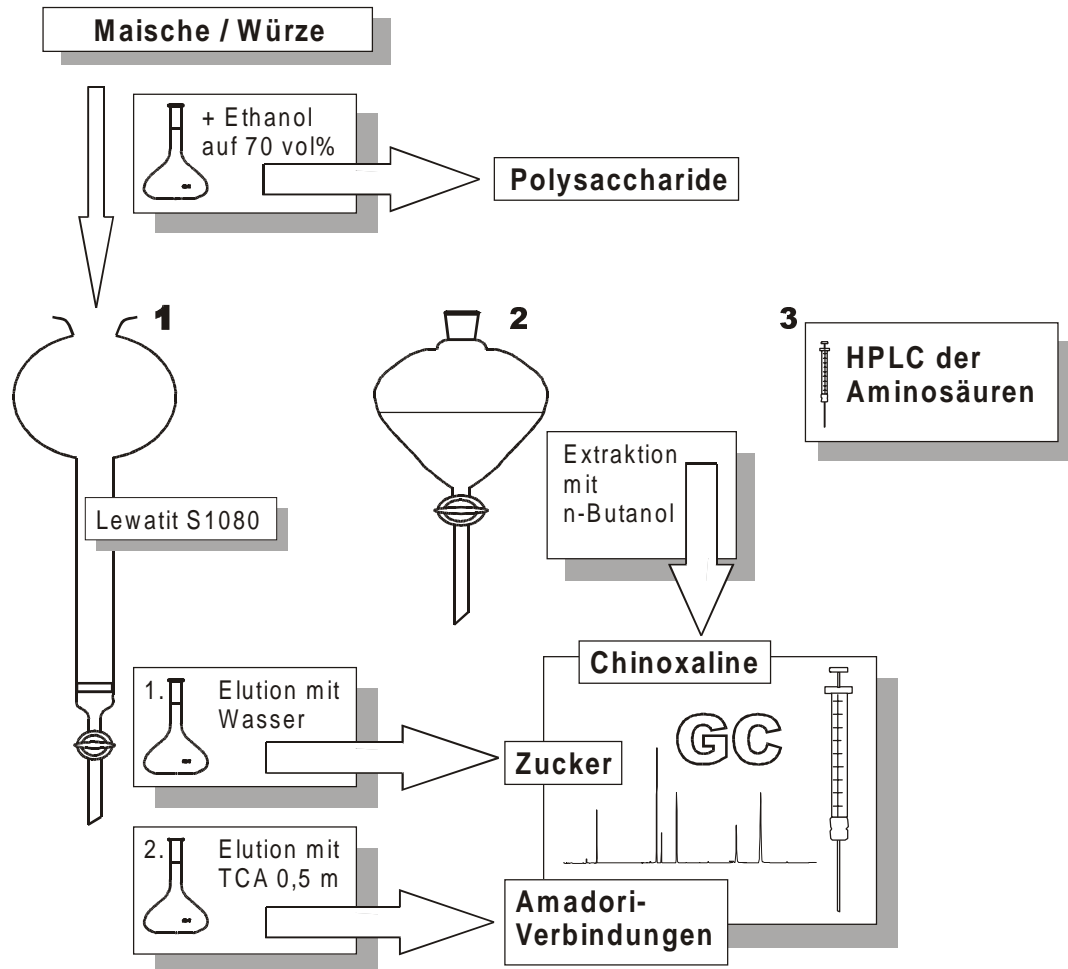 Maische / Würze
+ Ethanol
auf 70 vol%
Polysaccharide
1
2
3
HPLC der
Aminosäuren
Extraktion
mit
n-Butanol
Lewatit S1080
Chinoxaline
GC
1. Elution mit
Wasser
Zucker
2. Elution mit
TCA 0,5 m
Amadori-
Verbindungen